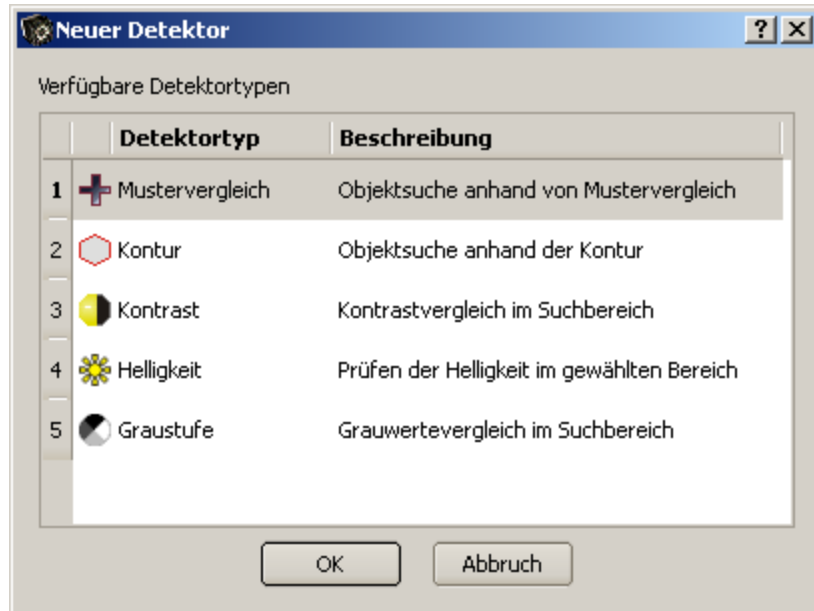 Neuer Detektor
Verfügbare Detektortypen
Detektortyp Beschreibung
1 Mustervergleich Objektsuche anhand von Mustervergleich
2 Kontur Objektsuche anhand der Kontur
3 Kontrast Kontrastvergleich im Suchbereich
4 Helligkeit Prüfen der Helligkeit im gewählten Bereich
5 Graustufe Grauwertevergleich im Suchbereich
OK Abbruch